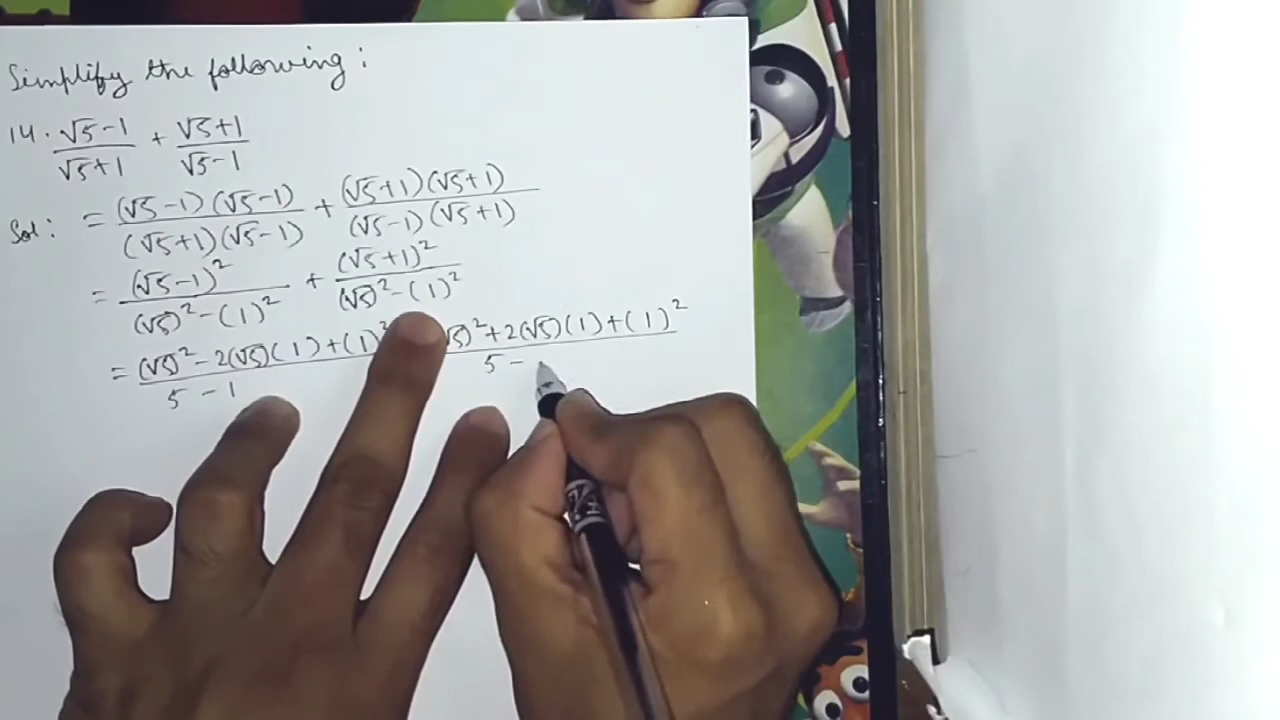 Simplify the following:
14. (√5-1)/(√5+1) + (√5+1)/(√5-1)
Sol: = (√5-1)(√5-1)/(√5+1)(√5-1) + (√5+1)(√5+1)/(√5-1)(√5+1)
= (√5-1)²/(√5)²-(1)² + (√5+1)²/(√5)²-(1)²
= (√5)²-2(√5)(1)+(1)²/5-1 √5)²+2(√5)(1)+(1)²/5-